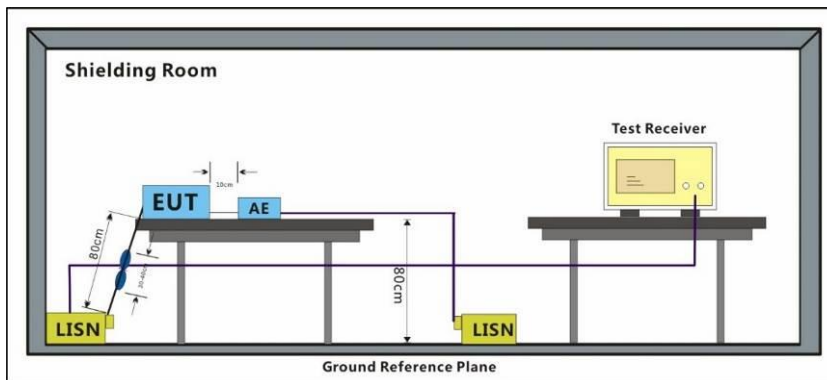 Shielding Room
Test Receiver
10cm
EUT
AE
80cm
80cm
LISN
LISN
Ground Reference Plane